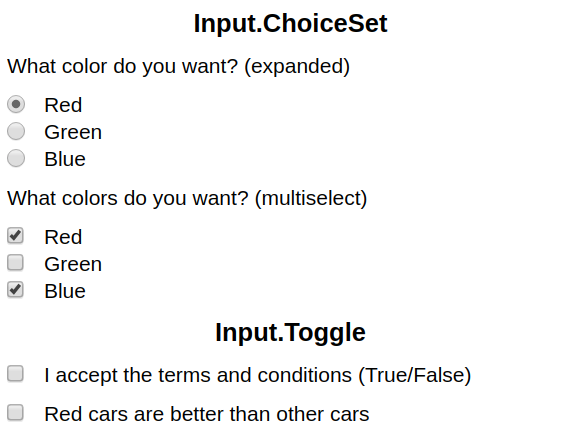 Input.ChoiceSet
What color do you want? (expanded)
Red
Green
Blue
What colors do you want? (multiselect)
Red
Green
Blue
Input.Toggle
I accept the terms and conditions (True/False)
Red cars are better than other cars